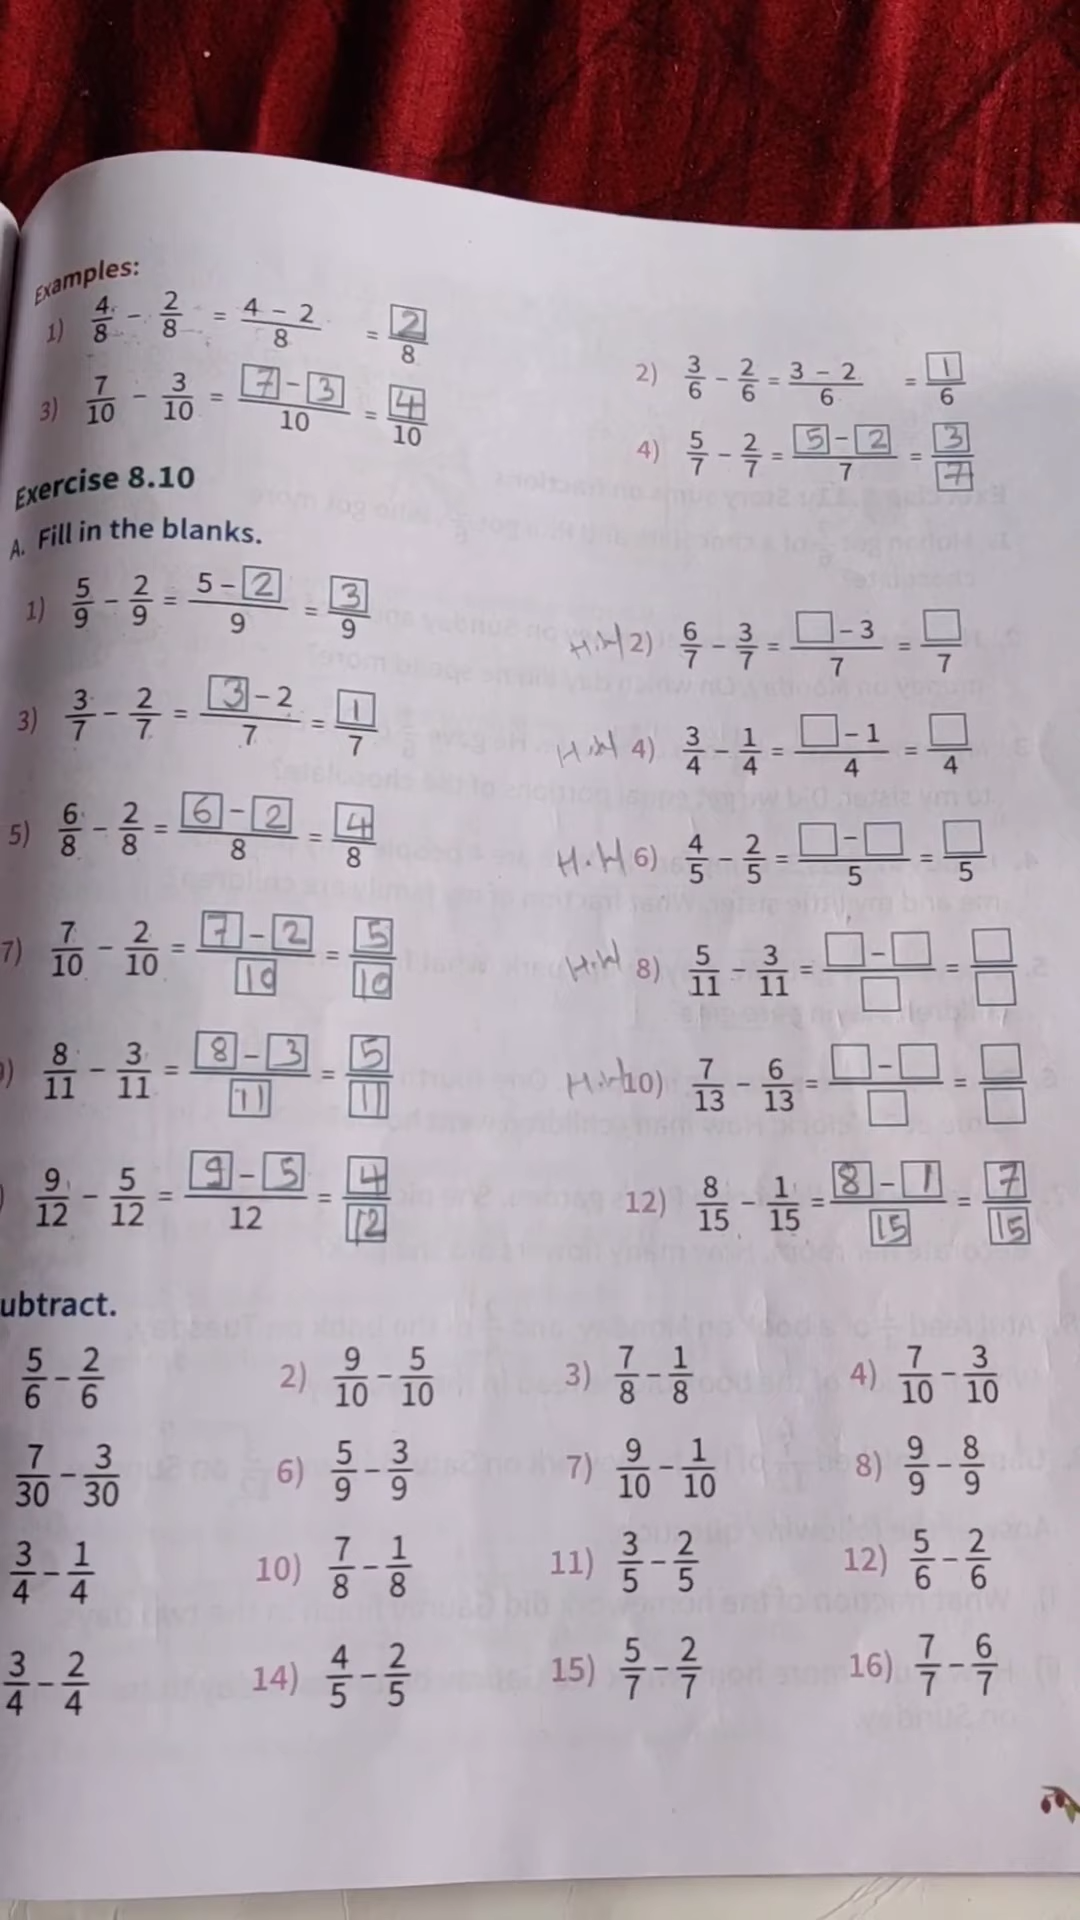 Examples:
1) 4/8 - 2/8 = 4 - 2/8 = 2/8
2) 3/6 - 2/6 = 3 - 2/6 = 1/6
3) 7/10 - 3/10 = 7 - 3/10 = 4/10
4) 5/7 - 2/7 = 5 - 2/7 = 3/7
Exercise 8.10
A. Fill in the blanks.
1) 5/9 - 2/9 = 5 - 2/9 = 3/9
H.W 2) 6/7 - 3/7 = □ - 3/7 = □/7
3) 3/7 - 2/7 = 3 - 2/7 = 1/7
H.W 4) 3/4 - 1/4 = □ - 1/4 = □/4
5) 6/8 - 2/8 = 6 - 2/8 = 4/8
H.W 6) 4/5 - 2/5 = □ - □/5 = □/5
7) 7/10 - 2/10 = 7 - 2/10 = 5/10
H.W 8) 5/11 - 3/11 = □ - □/□ = □/□
) 8/11 - 3/11 = 8 - 3/11 = 5/11
H.W 10) 7/13 - 6/13 = □ - □/□ = □/□
) 9/12 - 5/12 = 9 - 5/12 = 4/12
12) 8/15 - 1/15 = 8 - 1/15 = 7/15
ubtract.
5/6 - 2/6 2) 9/10 - 5/10 3) 7/8 - 1/8 4) 7/10 - 3/10
7/30 - 3/30 6) 5/9 - 3/9 7) 9/10 - 1/10 8) 9/9 - 8/9
3/4 - 1/4 10) 7/8 - 1/8 11) 3/5 - 2/5 12) 5/6 - 2/6
3/4 - 2/4 14) 4/5 - 2/5 15) 5/7 - 2/7 16) 7/7 - 6/7